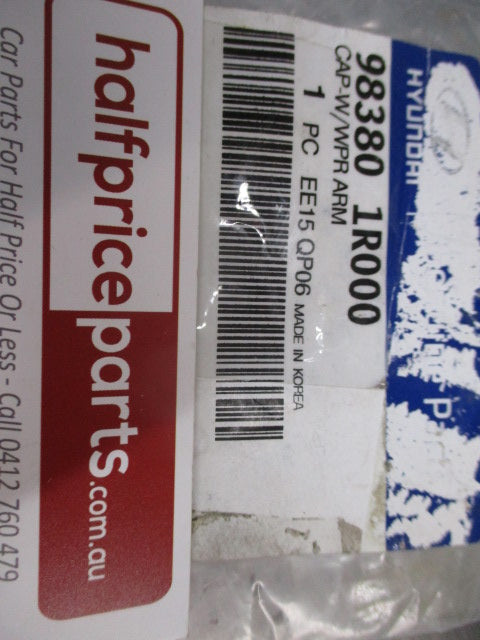 HYUNDAI
98380 1R000
CAP-W/WPR ARM
1 PC EE15 QP06 MADE IN KOREA
halfpriceparts.com.au
Car Parts For Half Price Or Less - Call 0412 760 479